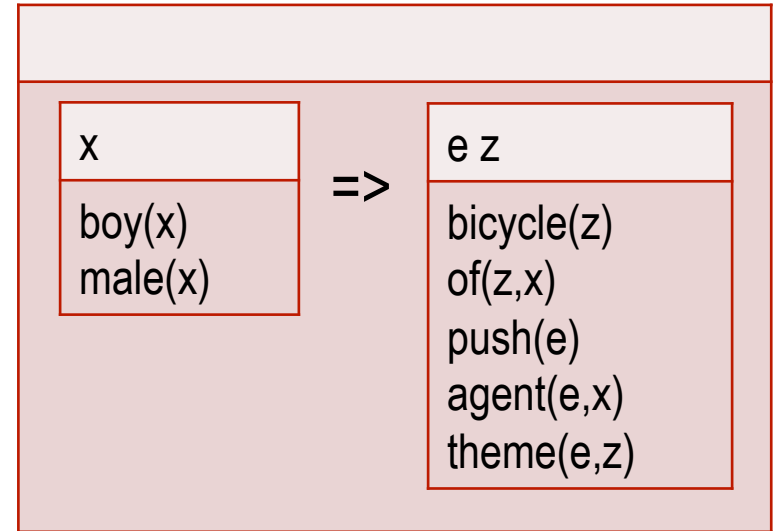 x
boy(x)
male(x)
=>
e z
bicycle(z)
of(z,x)
push(e)
agent(e,x)
theme(e,z)